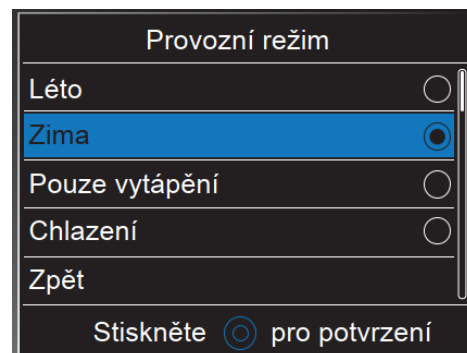 Provozní režim
Léto
Zima
Pouze vytápění
Chlazení
Zpět
Stiskněte pro potvrzení